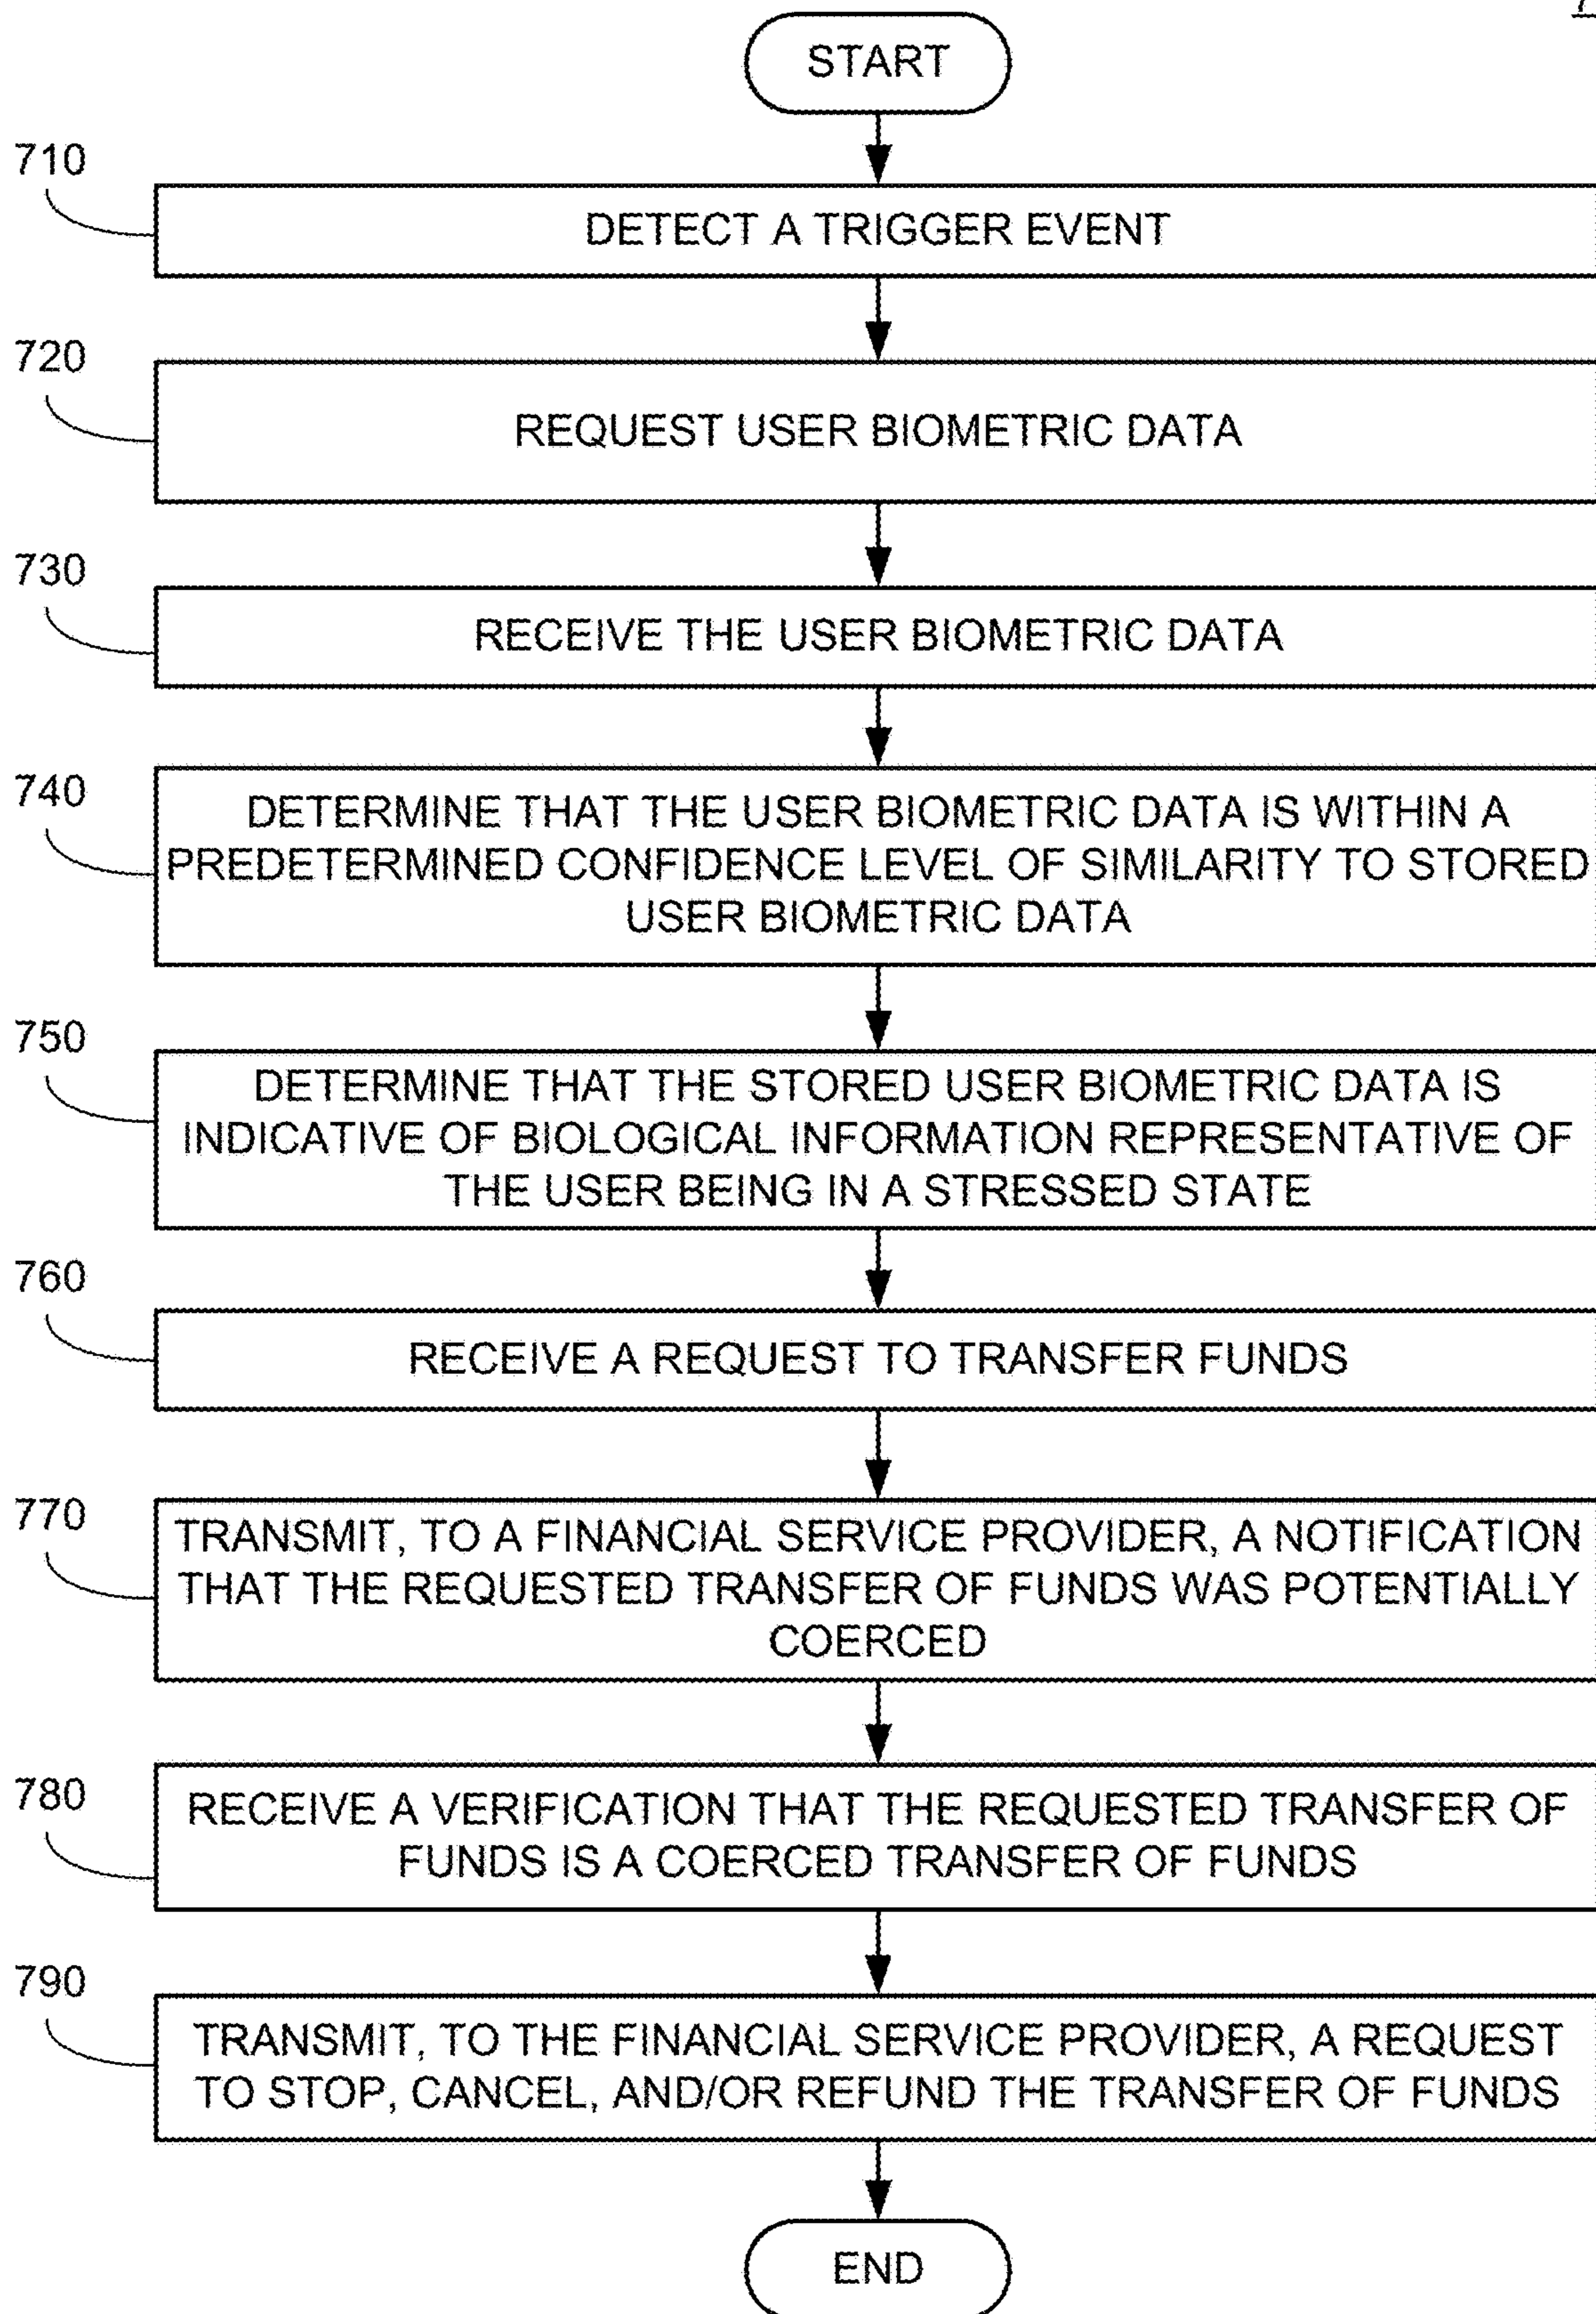 7
START
710
DETECT A TRIGGER EVENT
720
REQUEST USER BIOMETRIC DATA
730
RECEIVE THE USER BIOMETRIC DATA
740
DETERMINE THAT THE USER BIOMETRIC DATA IS WITHIN A
PREDETERMINED CONFIDENCE LEVEL OF SIMILARITY TO STORED
USER BIOMETRIC DATA
750
DETERMINE THAT THE STORED USER BIOMETRIC DATA IS
INDICATIVE OF BIOLOGICAL INFORMATION REPRESENTATIVE OF
THE USER BEING IN A STRESSED STATE
760
RECEIVE A REQUEST TO TRANSFER FUNDS
770
TRANSMIT, TO A FINANCIAL SERVICE PROVIDER, A NOTIFICATION
THAT THE REQUESTED TRANSFER OF FUNDS WAS POTENTIALLY
COERCED
780
RECEIVE A VERIFICATION THAT THE REQUESTED TRANSFER OF
FUNDS IS A COERCED TRANSFER OF FUNDS
790
TRANSMIT, TO THE FINANCIAL SERVICE PROVIDER, A REQUEST
TO STOP, CANCEL, AND/OR REFUND THE TRANSFER OF FUNDS
END